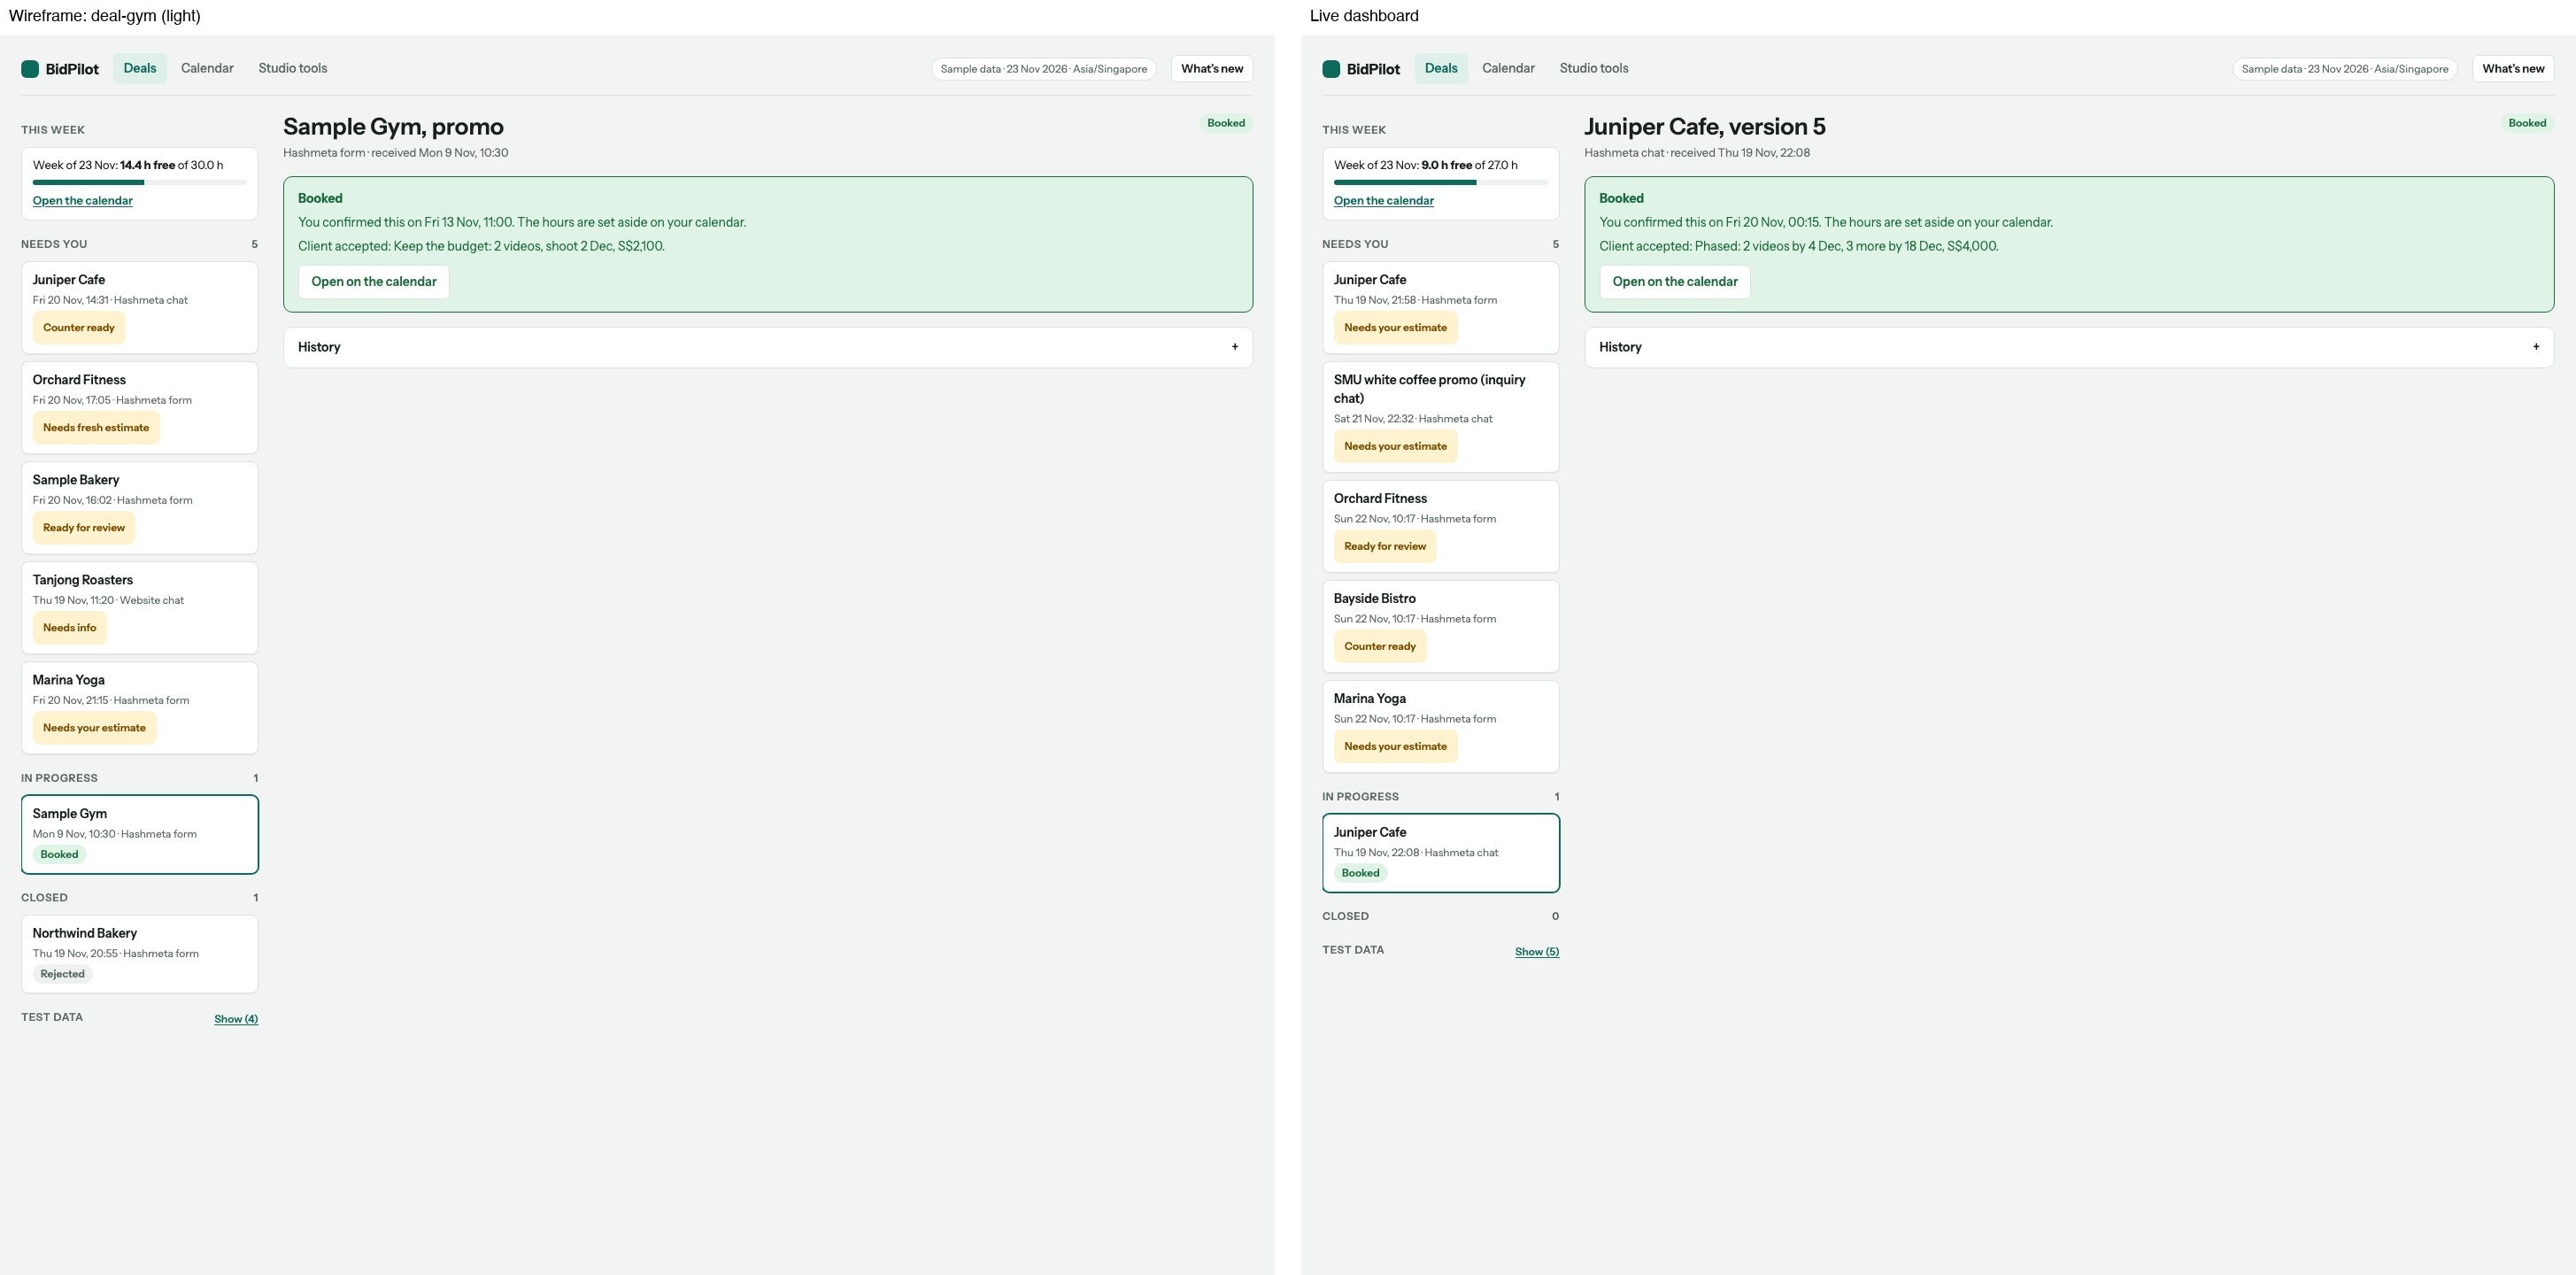 Wireframe: deal-gym (light)
BidPilot
Deals
Calendar
Studio tools
Sample data · 23 Nov 2026 · Asia/Singapore
What's new
THIS WEEK
Week of 23 Nov: 14.4 h free of 30.0 h
Open the calendar
NEEDS YOU 5
Juniper Cafe
Fri 20 Nov, 14:31 · Hashmeta chat
Counter ready
Orchard Fitness
Fri 20 Nov, 17:05 · Hashmeta form
Needs fresh estimate
Sample Bakery
Fri 20 Nov, 16:02 · Hashmeta form
Ready for review
Tanjong Roasters
Thu 19 Nov, 11:20 · Website chat
Needs info
Marina Yoga
Fri 20 Nov, 21:15 · Hashmeta form
Needs your estimate
IN PROGRESS 1
Sample Gym
Mon 9 Nov, 10:30 · Hashmeta form
Booked
CLOSED 1
Northwind Bakery
Thu 19 Nov, 20:55 · Hashmeta form
Rejected
TEST DATA Show (4)
Sample Gym, promo
Booked
Hashmeta form · received Mon 9 Nov, 10:30
Booked
You confirmed this on Fri 13 Nov, 11:00. The hours are set aside on your calendar.
Client accepted: Keep the budget: 2 videos, shoot 2 Dec, S$2,100.
Open on the calendar
History +
Live dashboard
BidPilot
Deals
Calendar
Studio tools
Sample data · 23 Nov 2026 · Asia/Singapore
What's new
THIS WEEK
Week of 23 Nov: 9.0 h free of 27.0 h
Open the calendar
NEEDS YOU 5
Juniper Cafe
Thu 19 Nov, 21:58 · Hashmeta form
Needs your estimate
SMU white coffee promo (inquiry
chat)
Sat 21 Nov, 22:32 · Hashmeta chat
Needs your estimate
Orchard Fitness
Sun 22 Nov, 10:17 · Hashmeta form
Ready for review
Bayside Bistro
Sun 22 Nov, 10:17 · Hashmeta form
Counter ready
Marina Yoga
Sun 22 Nov, 10:17 · Hashmeta form
Needs your estimate
IN PROGRESS 1
Juniper Cafe
Thu 19 Nov, 22:08 · Hashmeta chat
Booked
CLOSED 0
TEST DATA Show (5)
Juniper Cafe, version 5
Booked
Hashmeta chat · received Thu 19 Nov, 22:08
Booked
You confirmed this on Fri 20 Nov, 00:15. The hours are set aside on your calendar.
Client accepted: Phased: 2 videos by 4 Dec, 3 more by 18 Dec, S$4,000.
Open on the calendar
History +